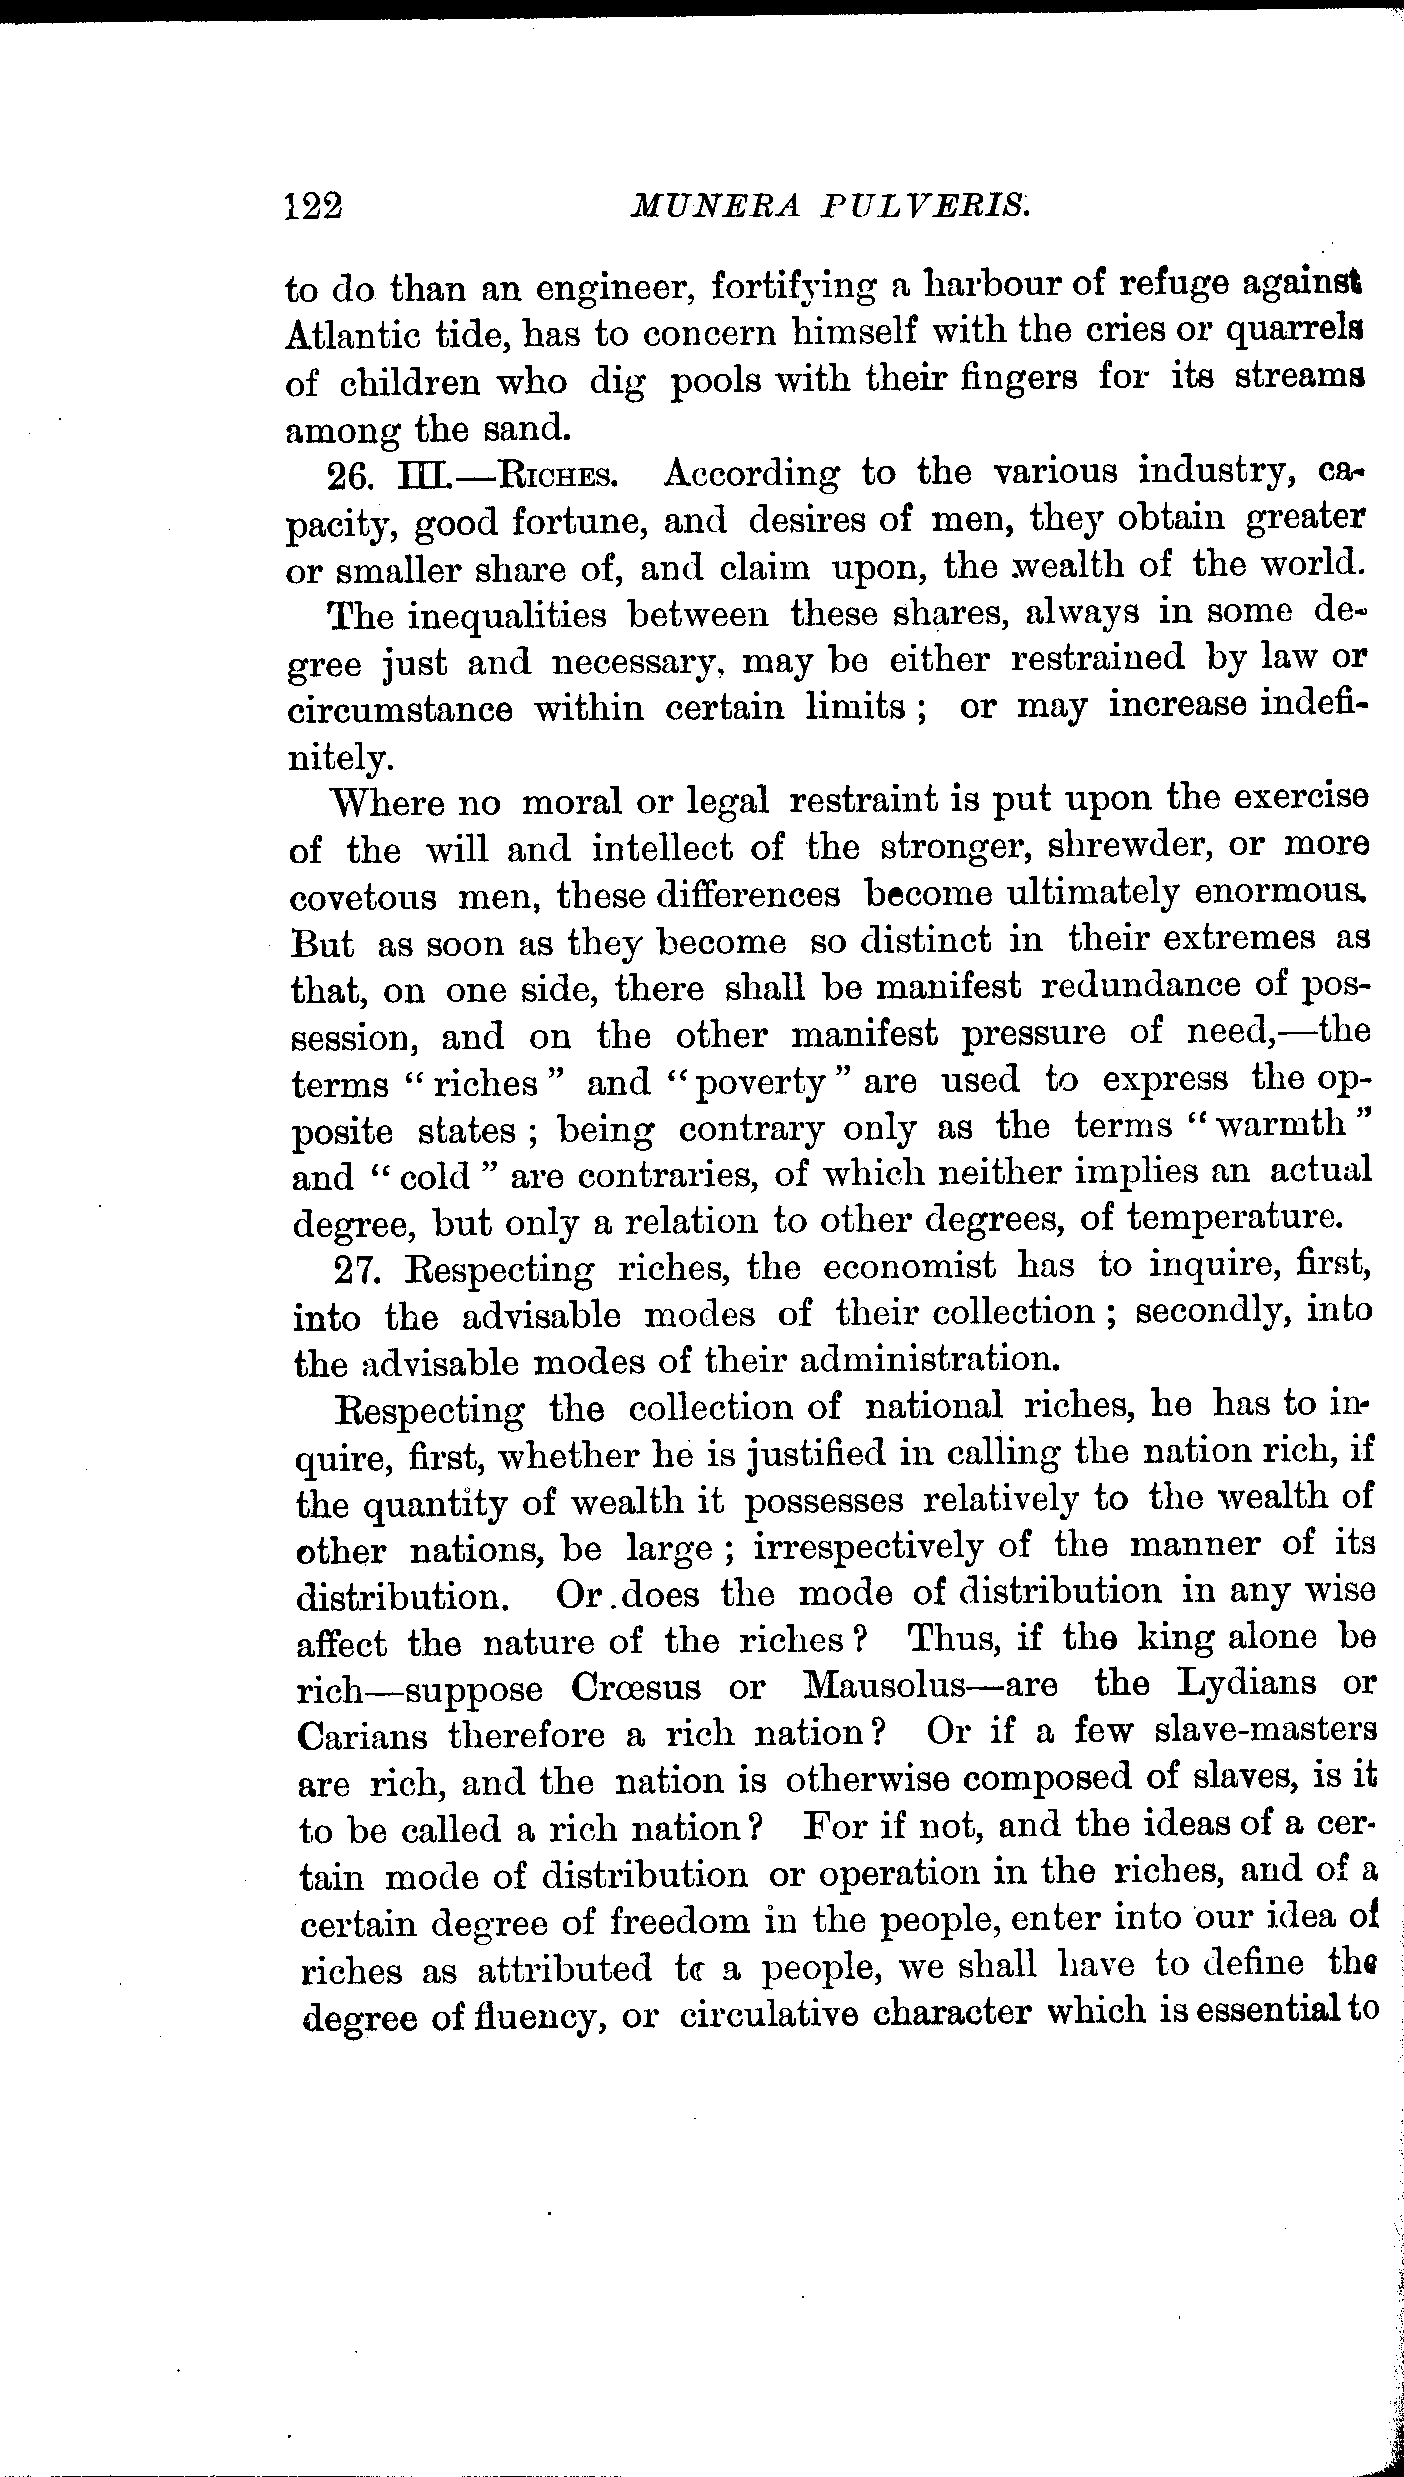 122 MUNERA PULVERIS.
to do than an engineer, fortifying a harbour of refuge against
Atlantic tide, has to concern himself with the cries or quarrels
of children who dig pools with their fingers for its streams
among the sand.
26. III.—RICHES. According to the various industry, ca-
pacity, good fortune, and desires of men, they obtain greater
or smaller share of, and claim upon, the wealth of the world.
The inequalities between these shares, always in some de-
gree just and necessary, may be either restrained by law or
circumstance within certain limits ; or may increase indefi-
nitely.
Where no moral or legal restraint is put upon the exercise
of the will and intellect of the stronger, shrewder, or more
covetous men, these differences become ultimately enormous.
But as soon as they become so distinct in their extremes as
that, on one side, there shall be manifest redundance of pos-
session, and on the other manifest pressure of need,—the
terms “ riches ” and “ poverty ” are used to express the op-
posite states ; being contrary only as the terms “ warmth ”
and “ cold ” are contraries, of which neither implies an actual
degree, but only a relation to other degrees, of temperature.
27. Respecting riches, the economist has to inquire, first,
into the advisable modes of their collection ; secondly, into
the advisable modes of their administration.
Respecting the collection of national riches, he has to in-
quire, first, whether he is justified in calling the nation rich, if
the quantity of wealth it possesses relatively to the wealth of
other nations, be large ; irrespectively of the manner of its
distribution. Or does the mode of distribution in any wise
affect the nature of the riches ? Thus, if the king alone be
rich—suppose Crœsus or Mausolus—are the Lydians or
Carians therefore a rich nation ? Or if a few slave-masters
are rich, and the nation is otherwise composed of slaves, is it
to be called a rich nation ? For if not, and the ideas of a cer-
tain mode of distribution or operation in the riches, and of a
certain degree of freedom in the people, enter into our idea of
riches as attributed to a people, we shall have to define the
degree of fluency, or circulative character which is essential to